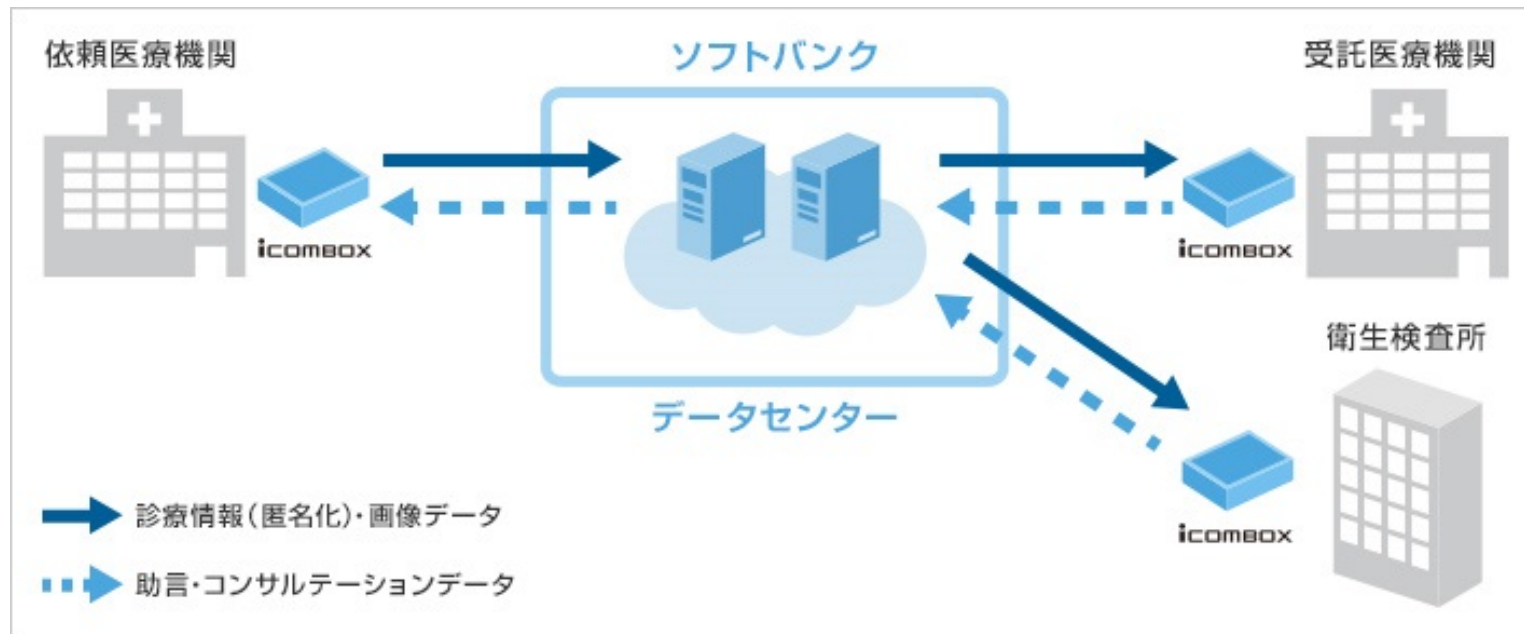 依頼医療機関
ソフトバンク
受託医療機関
icomBOX
icomBOX
衛生検査所
データセンター
icomBOX
診療情報(匿名化)・画像データ
助言・コンサルテーションデータ